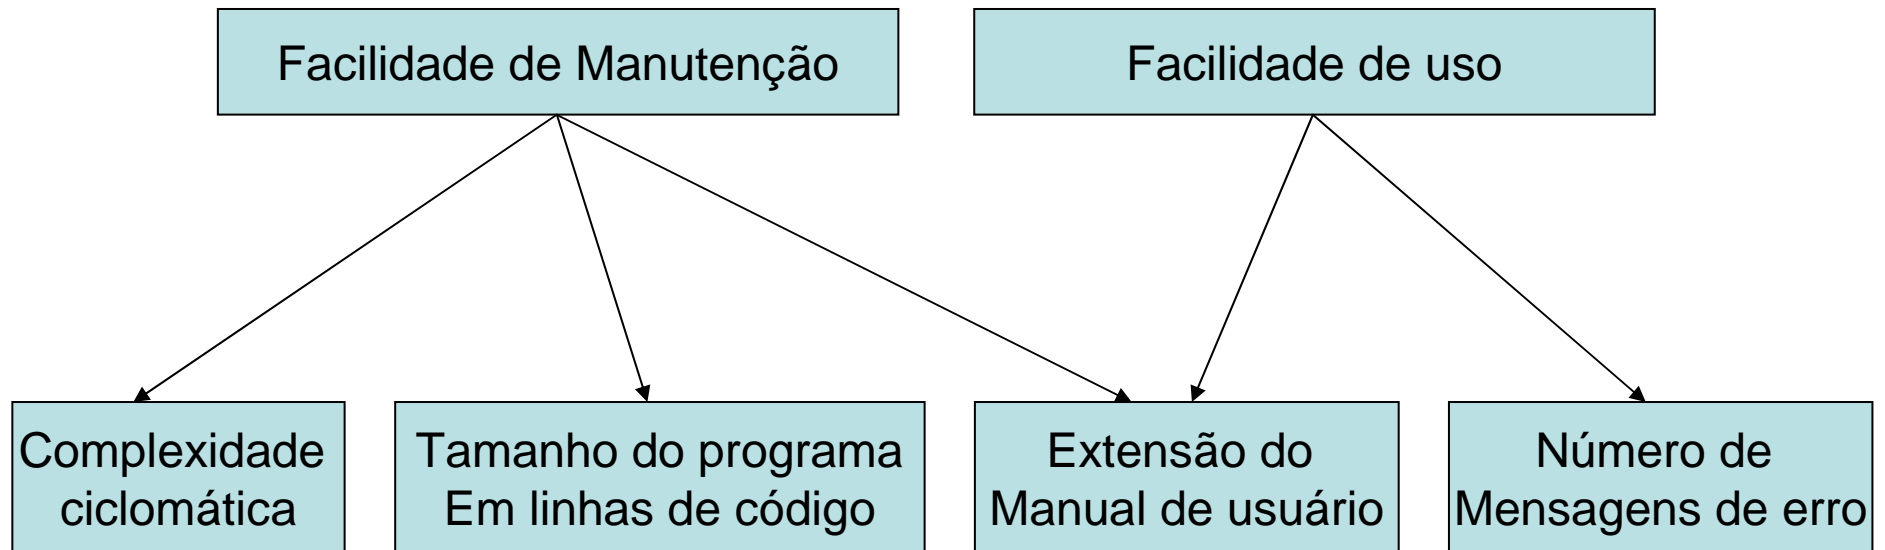 Facilidade de Manutenção
Facilidade de uso
Complexidade
ciclomática
Tamanho do programa
Em linhas de código
Extensão do
Manual de usuário
Número de
Mensagens de erro